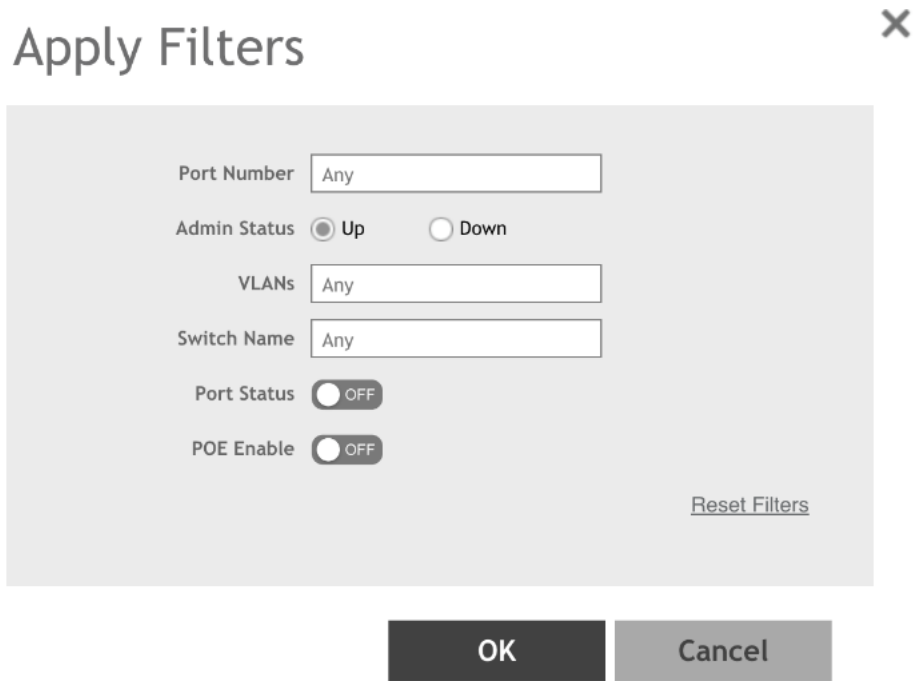 Apply Filters
Port Number Any
Admin Status Up Down
VLANs Any
Switch Name Any
Port Status OFF
POE Enable OFF
Reset Filters
OK Cancel